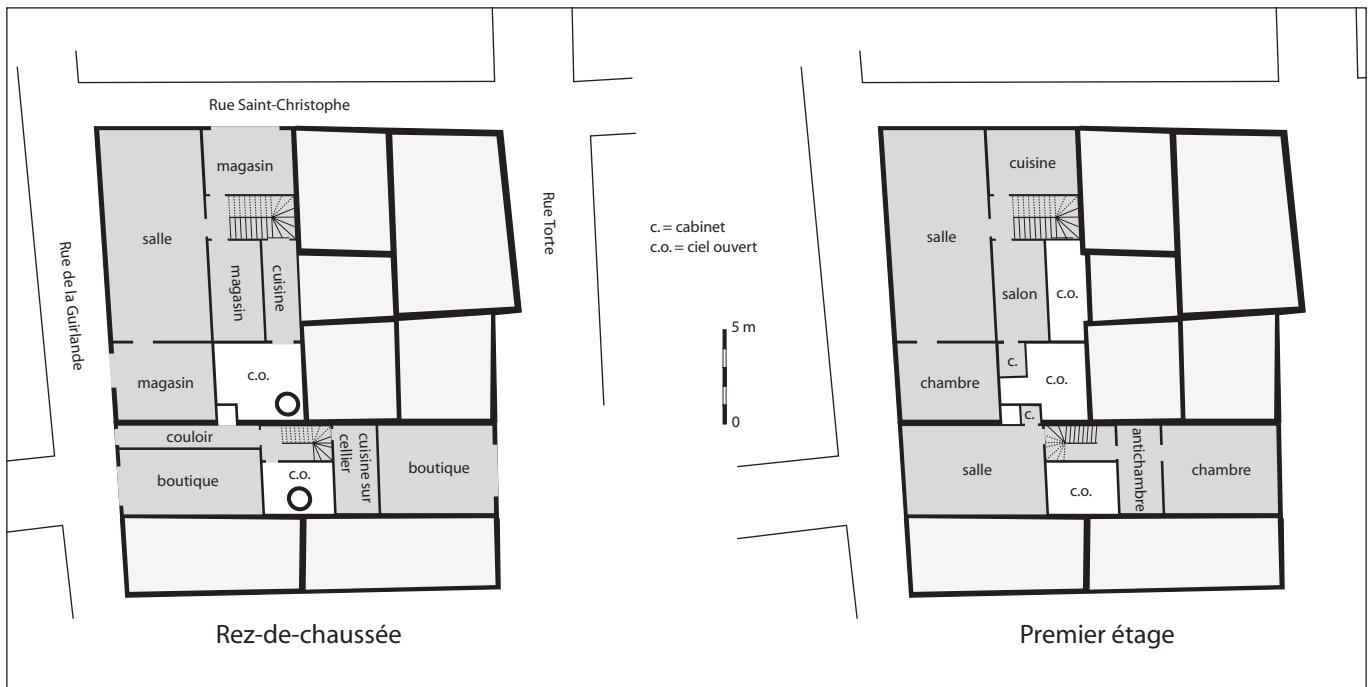 Rue Saint-Christophe
magasin
salle
Rue de la Guirlande
magasin
cuisine
Rue Torte
magasin
c.o.
couloir
boutique
c.o.
cuisine sur
cellier
boutique
Rez-de-chaussée
c. = cabinet
c.o. = ciel ouvert
5 m
0
cuisine
salle
salon
c.o.
chambre
c.
c.o.
c.
salle
c.o.
antichambre
chambre
Premier étage